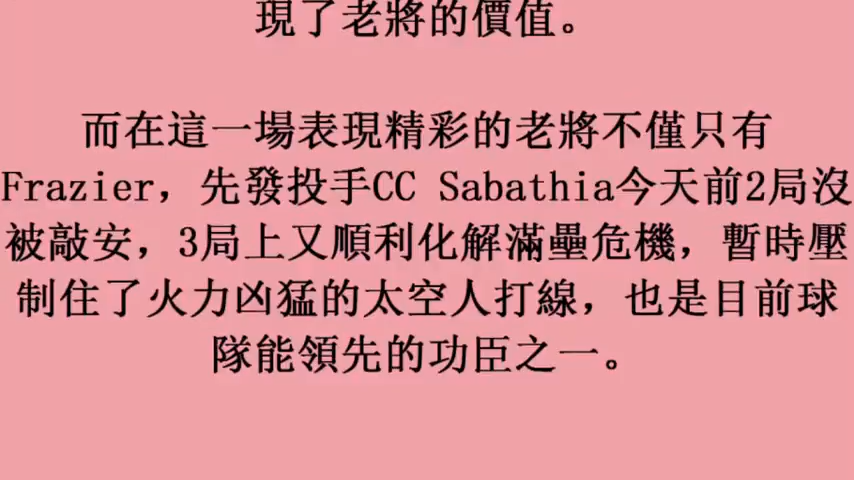 現了老將的價值。
而在這一場表現精彩的老將不僅只有
Frazier，先發投手CC Sabathia今天前2局沒
被敲安，3局上又順利化解滿壘危機，暫時壓
制住了火力凶猛的太空人打線，也是目前球
隊能領先的功臣之一。